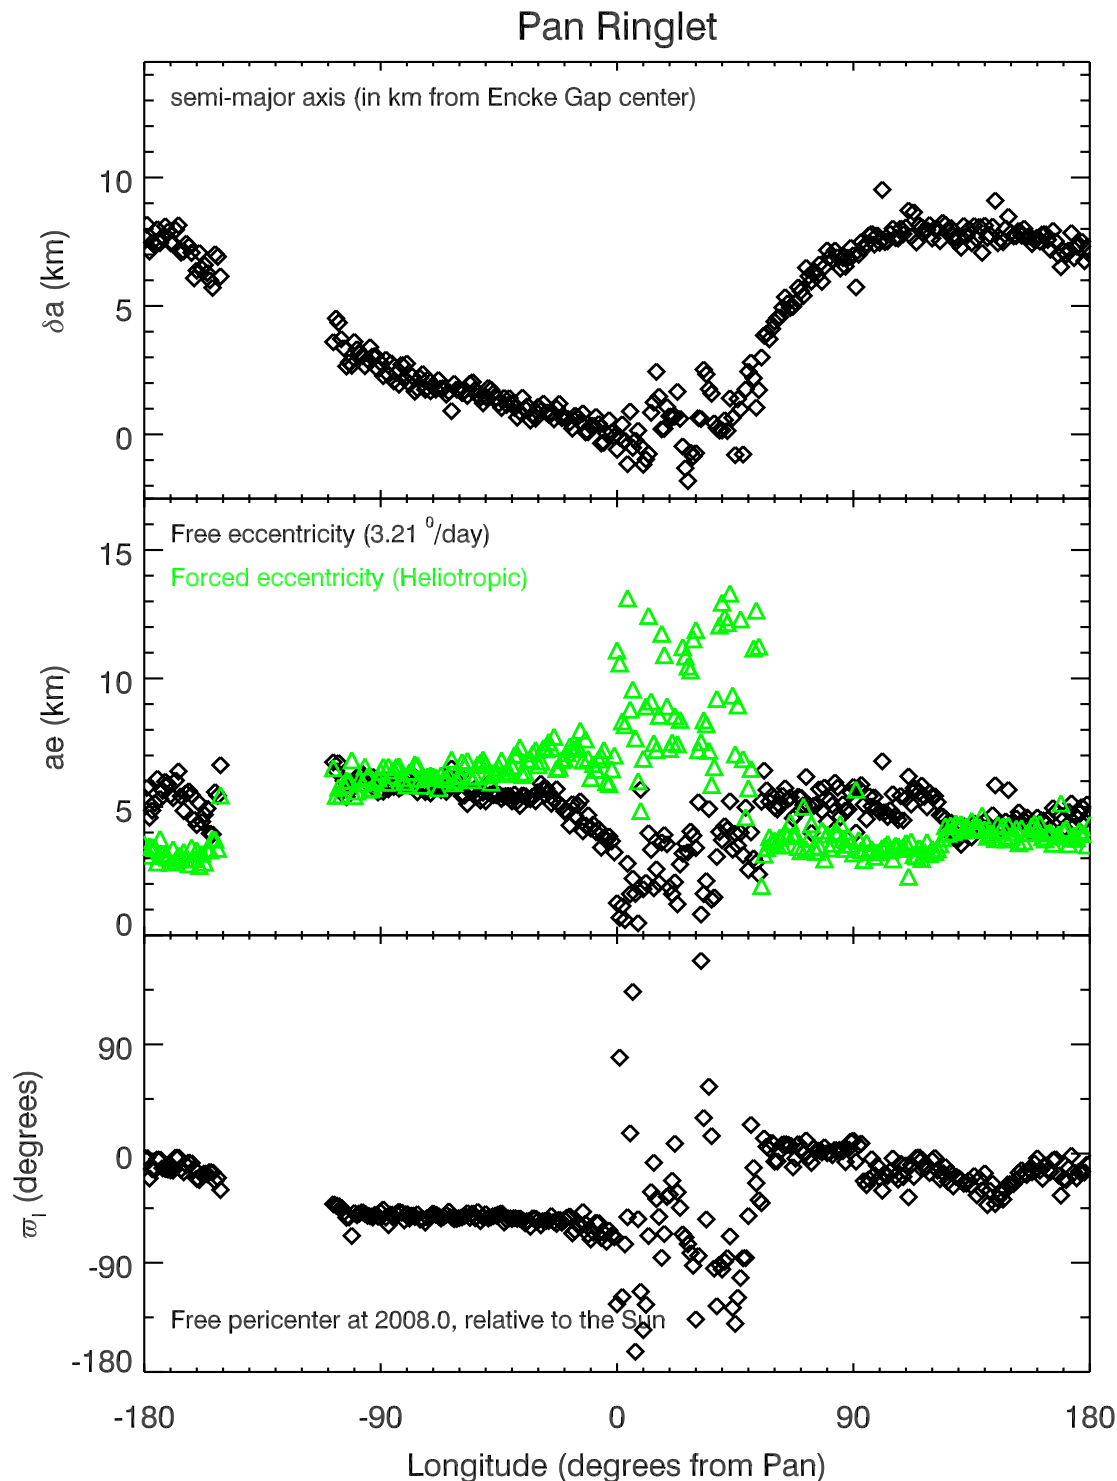 Pan Ringlet
semi-major axis (in km from Encke Gap center)
10
5
0
δa (km)
Free eccentricity (3.21 ⁰/day)
Forced eccentricity (Heliotropic)
15
10
5
0
ae (km)
90
0
-90
-180
ϖₗ (degrees)
Free pericenter at 2008.0, relative to the Sun
-180 -90 0 90 180
Longitude (degrees from Pan)